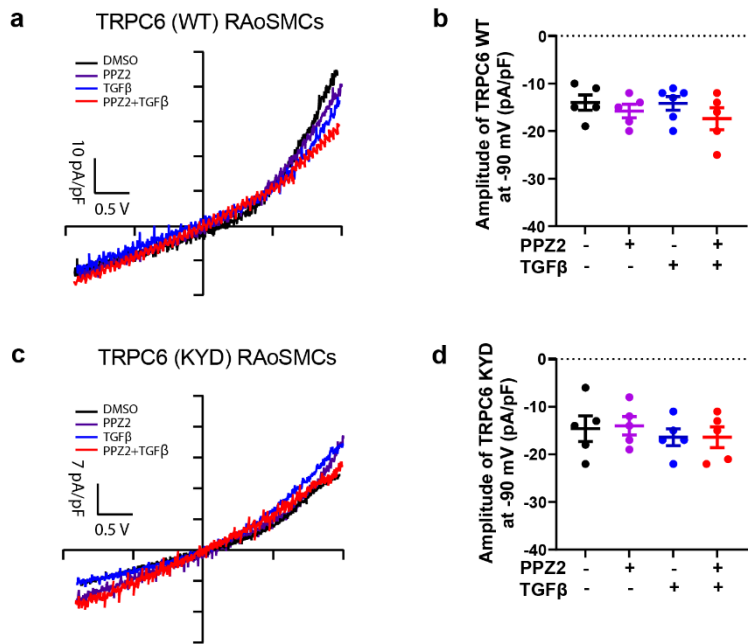 a
TRPC6 (WT) RAoSMCs
DMSO
PPZ2
TGFβ
PPZ2+TGFβ
10 pA/pF
0.5 V
b
Amplitude of TRPC6 WT
at -90 mV (pA/pF)
0
-10
-20
-30
-40
PPZ2 - + - +
TGFβ - - + +
c
TRPC6 (KYD) RAoSMCs
DMSO
PPZ2
TGFβ
PPZ2+TGFβ
7 pA/pF
0.5 V
d
Amplitude of TRPC6 KYD
at -90 mV (pA/pF)
0
-10
-20
-30
-40
PPZ2 - + - +
TGFβ - - + +